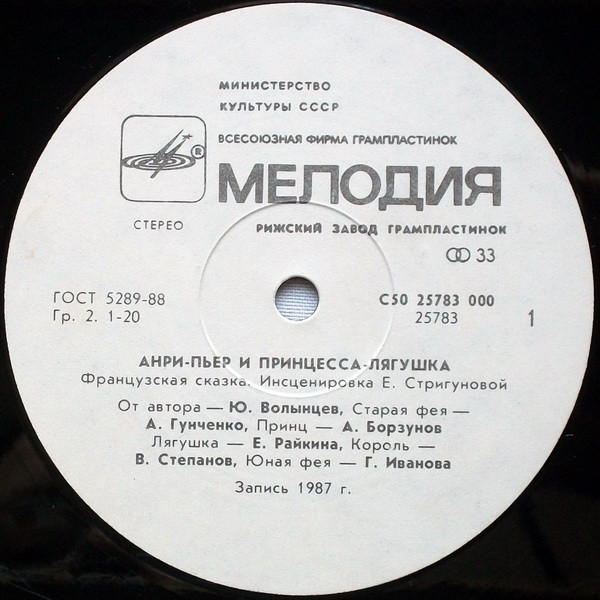 МИНИСТЕРСТВО
КУЛЬТУРЫ СССР
ВСЕСОЮЗНАЯ ФИРМА ГРАМПЛАСТИНОК
®
МЕЛОДИЯ
СТЕРЕО
РИЖСКИЙ ЗАВОД ГРАМПЛАСТИНОК
33
ГОСТ 5289-88
С50 25783 000
Гр. 2. 1-20
25783
1
АНРИ-ПЬЕР И ПРИНЦЕССА-ЛЯГУШКА
Французская сказка. Инсценировка Е. Стригуновой
От автора — Ю. Волынцев, Старая фея —
А. Гунченко, Принц — А. Борзунов
Лягушка — Е. Райкина, Король —
В. Степанов, Юная фея — Г. Иванова
Запись 1987 г.